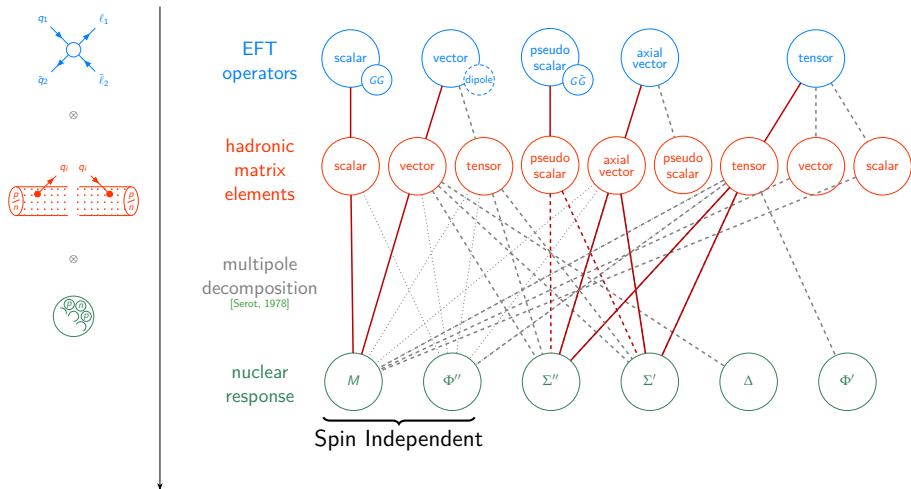 q₁ ℓ₁
q̄₂ ℓ̄₂
⊗
q_i q_i
p n p n
⊗
p n p
EFT
operators
scalar
GG
vector
dipole
pseudo
scalar
GG̃
axial
vector
tensor
hadronic
matrix
elements
scalar
vector
tensor
pseudo
scalar
axial
vector
pseudo
scalar
tensor
vector
scalar
multipole
decomposition
[Serot, 1978]
nuclear
response
M
Φ′′
Σ′′
Σ′
Δ
Φ′
Spin Independent